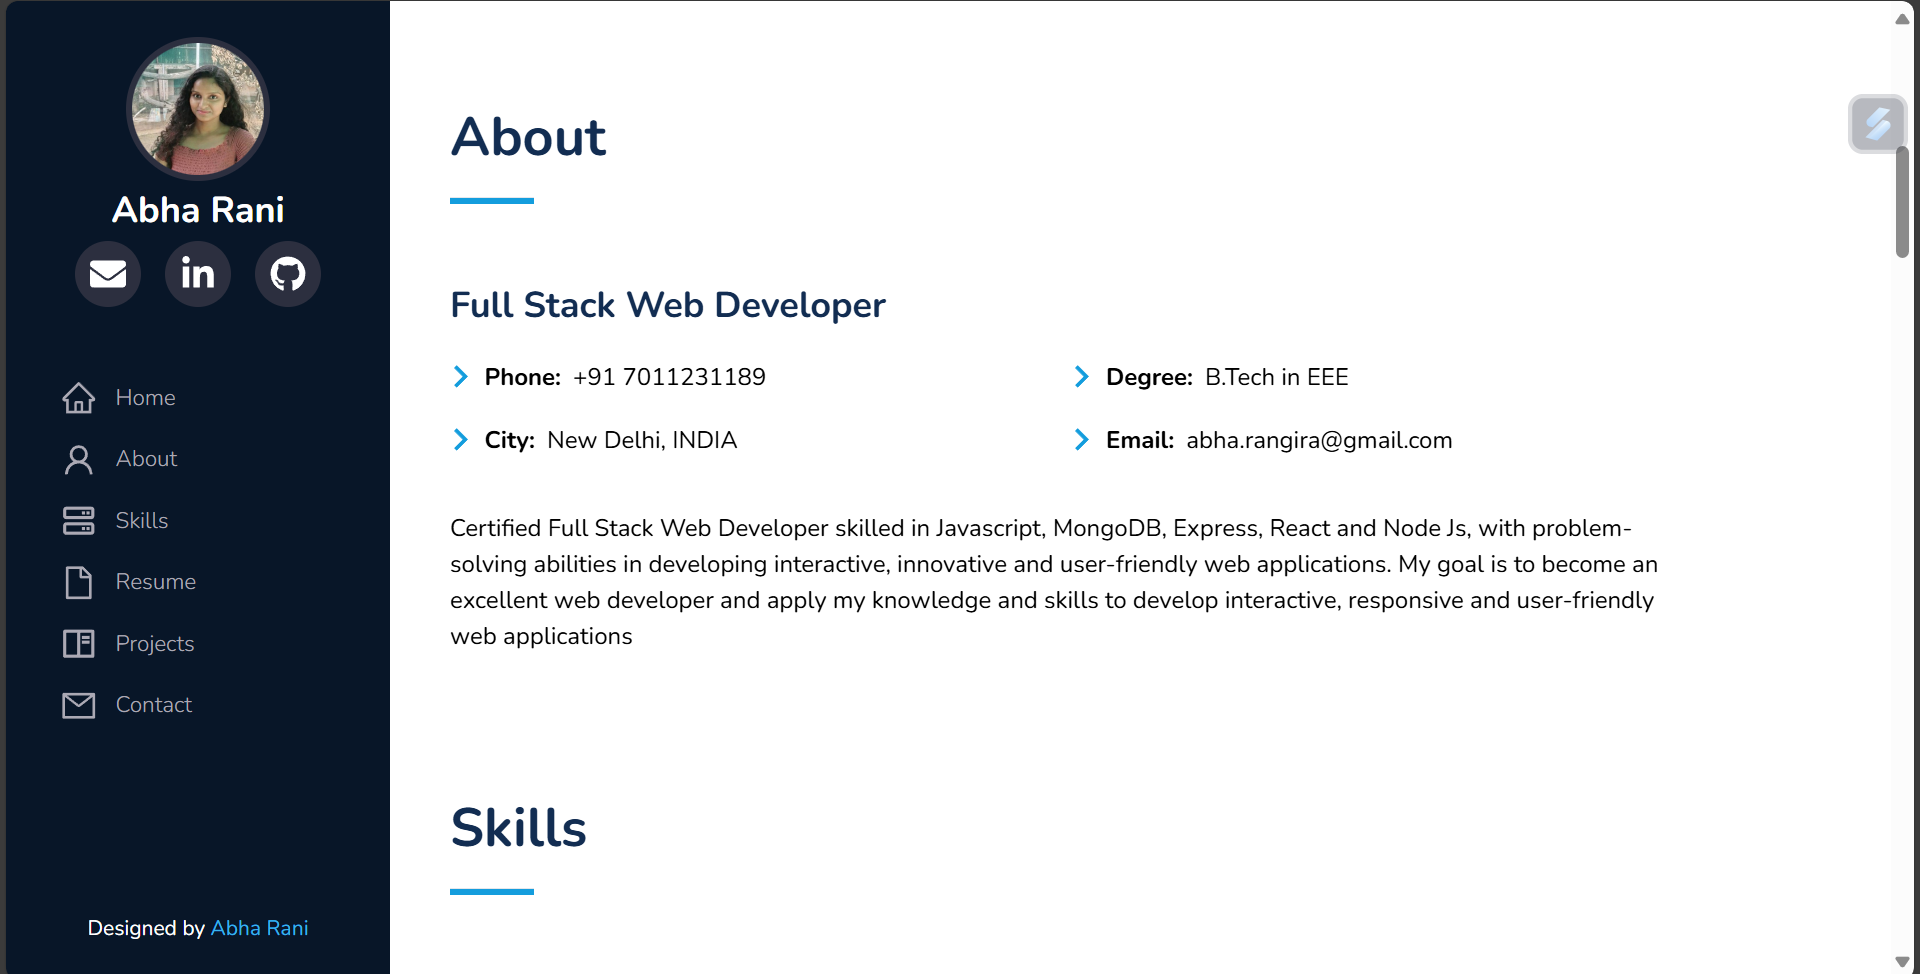 Abha Rani
in
Home
About
Skills
Resume
Projects
Contact
Designed by Abha Rani
About
Full Stack Web Developer
Phone: +91 7011231189
Degree: B.Tech in EEE
City: New Delhi, INDIA
Email: abha.rangira@gmail.com
Certified Full Stack Web Developer skilled in Javascript, MongoDB, Express, React and Node Js, with problem-
solving abilities in developing interactive, innovative and user-friendly web applications. My goal is to become an
excellent web developer and apply my knowledge and skills to develop interactive, responsive and user-friendly
web applications
Skills